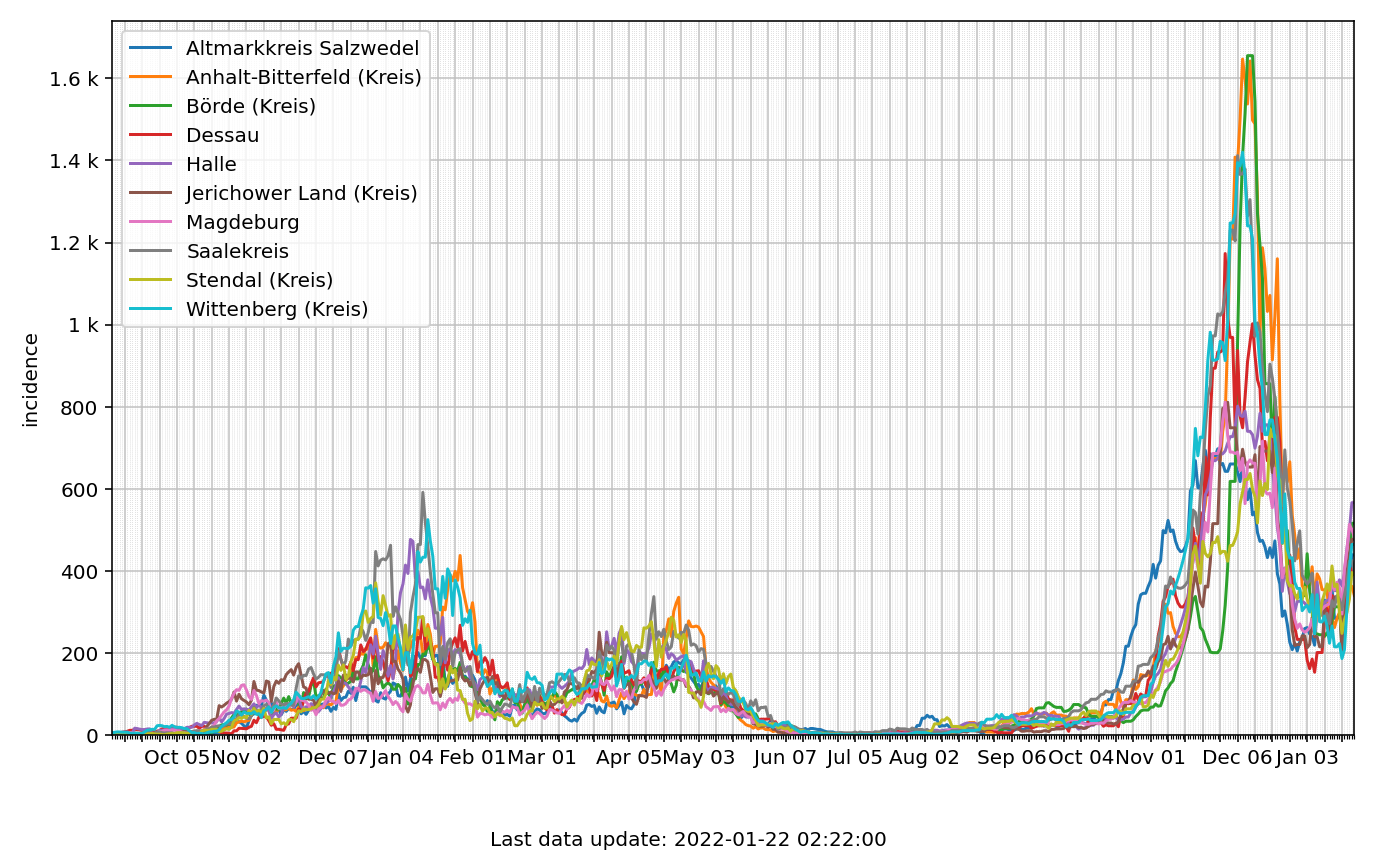 Altmarkkreis Salzwedel
Anhalt-Bitterfeld (Kreis)
Börde (Kreis)
Dessau
Halle
Jerichower Land (Kreis)
Magdeburg
Saalekreis
Stendal (Kreis)
Wittenberg (Kreis)
incidence
1.6 k
1.4 k
1.2 k
1 k
800
600
400
200
0
Oct 05 Nov 02 Dec 07 Jan 04 Feb 01 Mar 01 Apr 05 May 03 Jun 07 Jul 05 Aug 02 Sep 06 Oct 04 Nov 01 Dec 06 Jan 03
Last data update: 2022-01-22 02:22:00